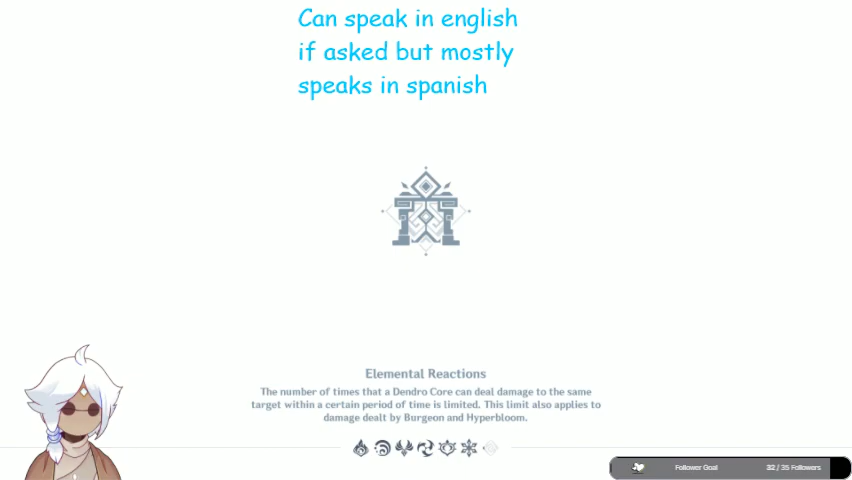 Can speak in english
if asked but mostly
speaks in spanish
Elemental Reactions
The number of times that a Dendro Core can deal damage to the same
target within a certain period of time is limited. This limit also applies to
damage dealt by Burgeon and Hyperbloom.
Follower Goal 32 / 35 Followers